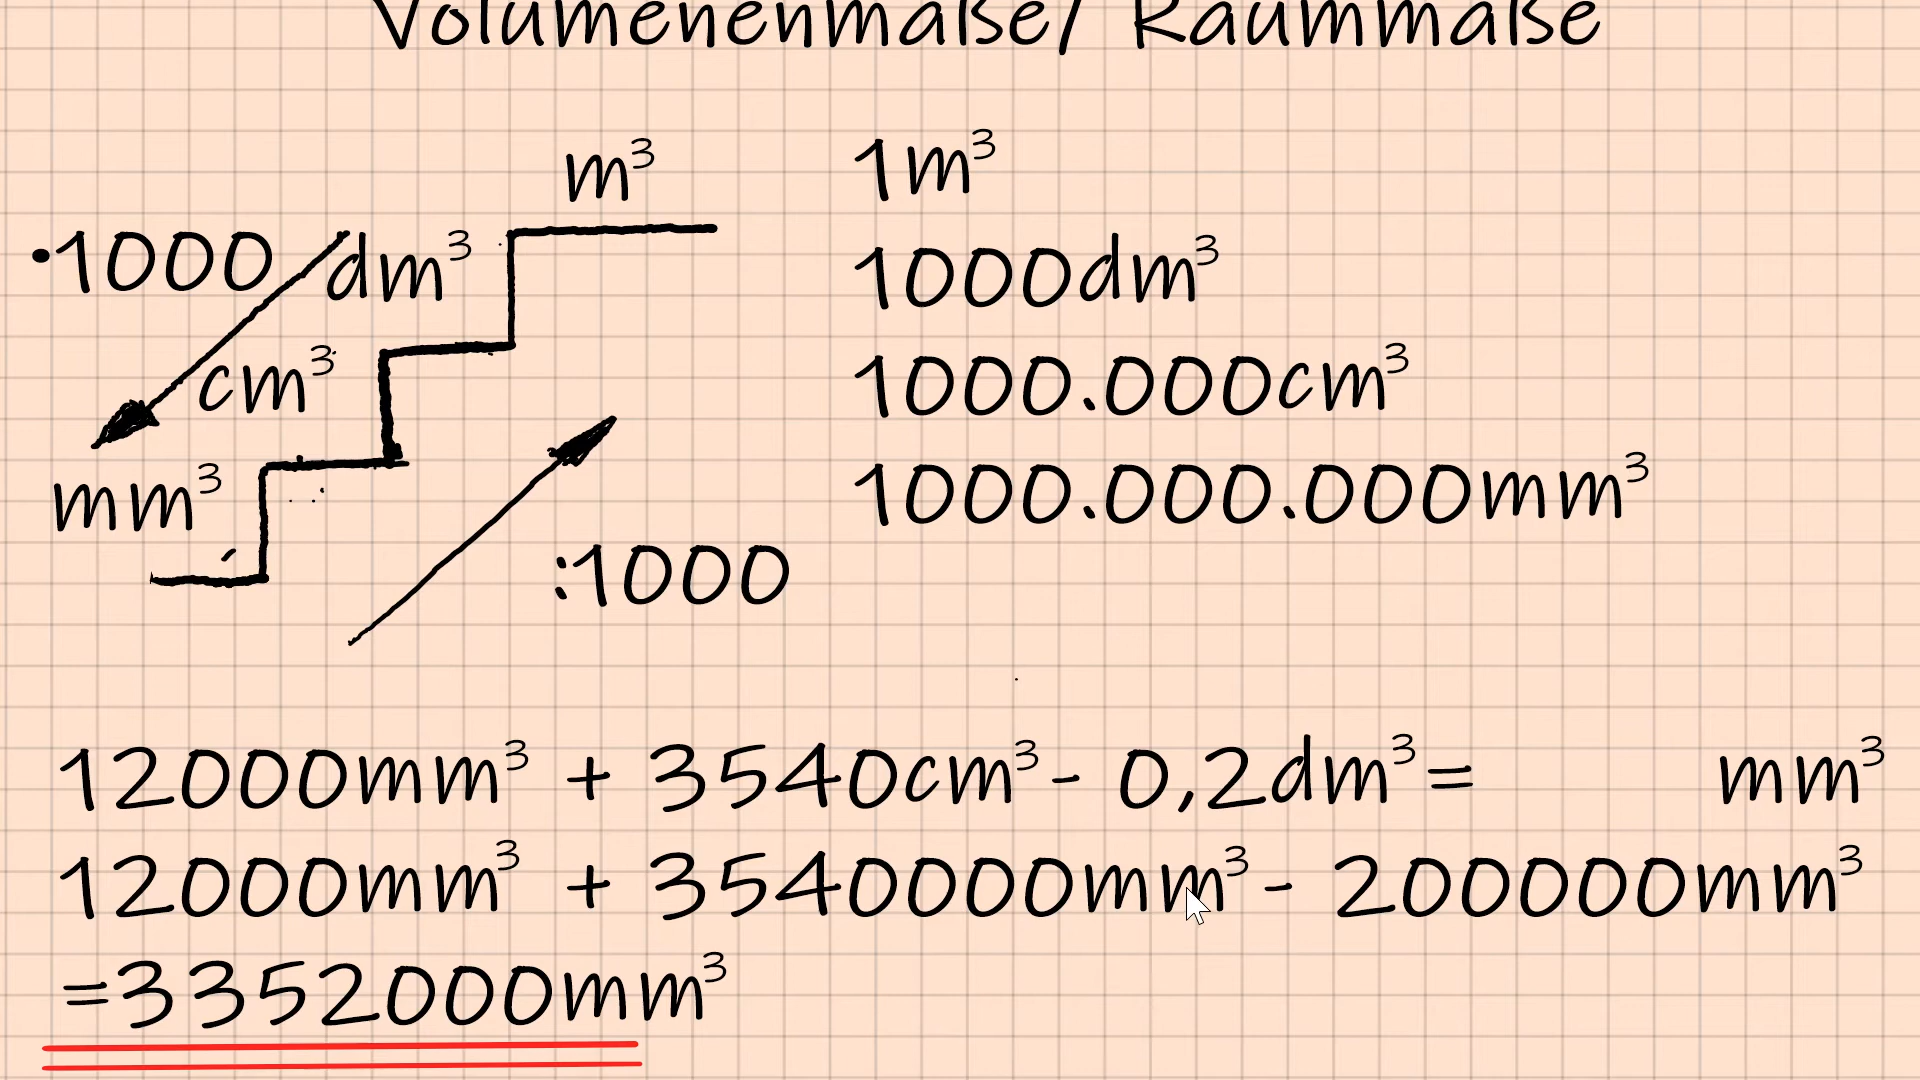 Volumenenmaße/ Raummaße
m³
1m³
·1000 dm³
1000dm³
cm³
1000.000cm³
mm³
1000.000.000mm³
:1000
12000mm³ + 3540cm³- 0,2dm³= mm³
12000mm³ + 3540000mm³- 200000mm³
=3352000mm³